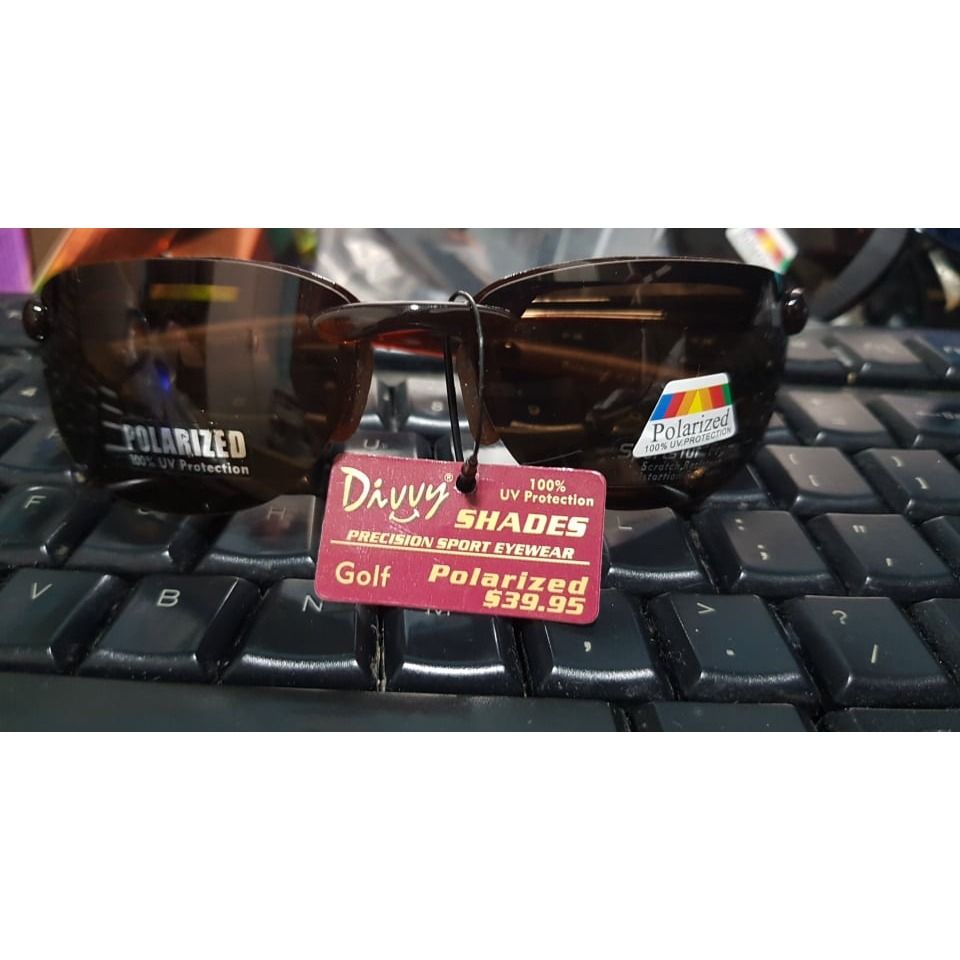 POLARIZED
100% UV Protection
Polarized
100% UV.PROTECTION
Scratch
Divvy®
100%
UV Protection
SHADES
PRECISION SPORT EYEWEAR
Golf
Polarized
$39.95
F
L
:
;
"
'
V
B
N
M
<
,
>
.
?
/